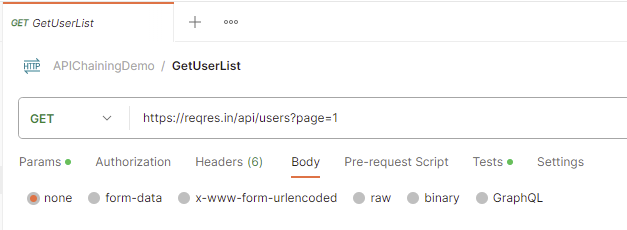 GET GetUserList
HTTP APIChainingDemo / GetUserList
GET https://reqres.in/api/users?page=1
Params Authorization Headers (6) Body Pre-request Script Tests Settings
none form-data x-www-form-urlencoded raw binary GraphQL